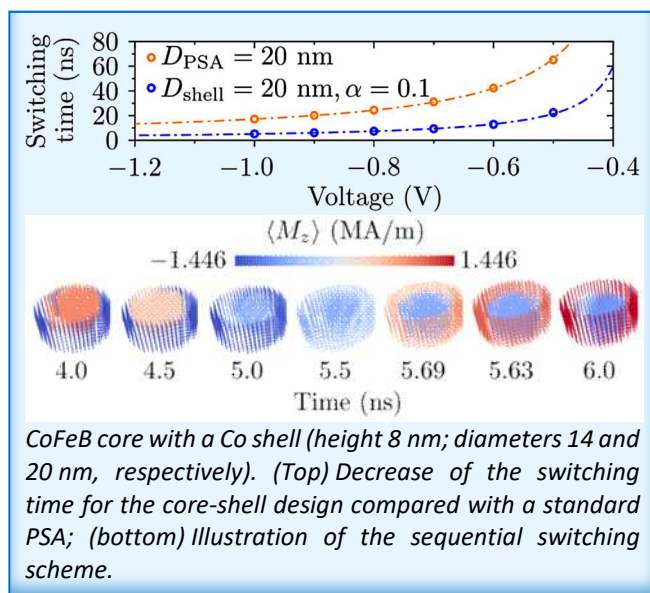 Switching
time (ns)
80
60
40
20
0
D_PSA = 20 nm
D_shell = 20 nm, α = 0.1
−1.2 −1.0 −0.8 −0.6 −0.4
Voltage (V)
⟨M_z⟩ (MA/m)
−1.446 1.446
4.0 4.5 5.0 5.5 5.69 5.63 6.0
Time (ns)
CoFeB core with a Co shell (height 8 nm; diameters 14 and
20 nm, respectively). (Top) Decrease of the switching
time for the core-shell design compared with a standard
PSA; (bottom) Illustration of the sequential switching
scheme.